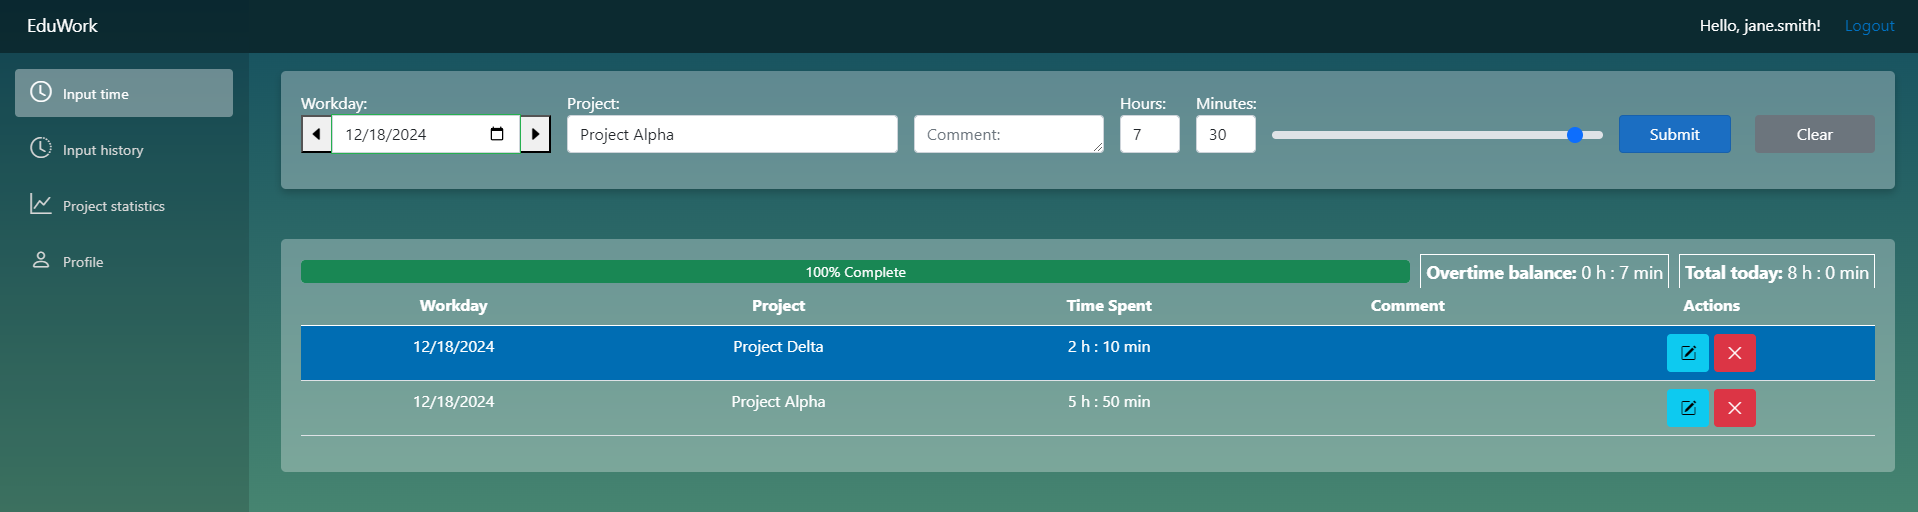 EduWork
Hello, jane.smith! Logout
Input time
Input history
Project statistics
Profile
Workday: Project: Hours: Minutes:
12/18/2024 Project Alpha Comment: 7 30 Submit Clear
100% Complete Overtime balance: 0 h : 7 min Total today: 8 h : 0 min
Workday Project Time Spent Comment Actions
12/18/2024 Project Delta 2 h : 10 min
12/18/2024 Project Alpha 5 h : 50 min